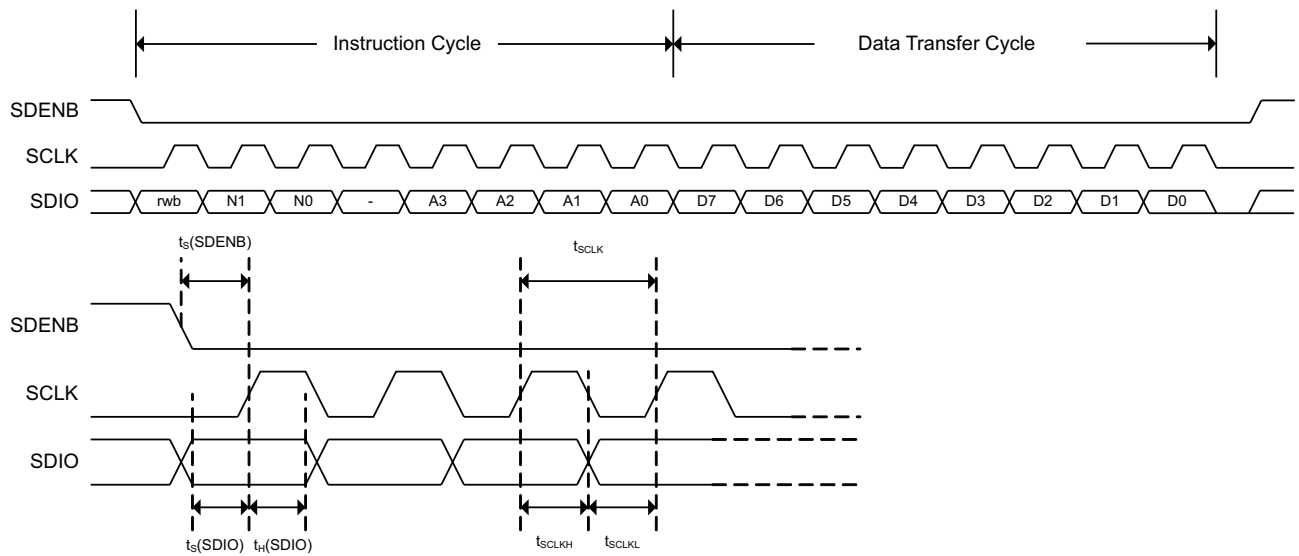 Instruction Cycle Data Transfer Cycle
SDENB
SCLK
SDIO rwb N1 N0 - A3 A2 A1 A0 D7 D6 D5 D4 D3 D2 D1 D0
tS(SDENB) tSCLK
SDENB
SCLK
SDIO
tS(SDIO) tH(SDIO) tSCLKH tSCLKL